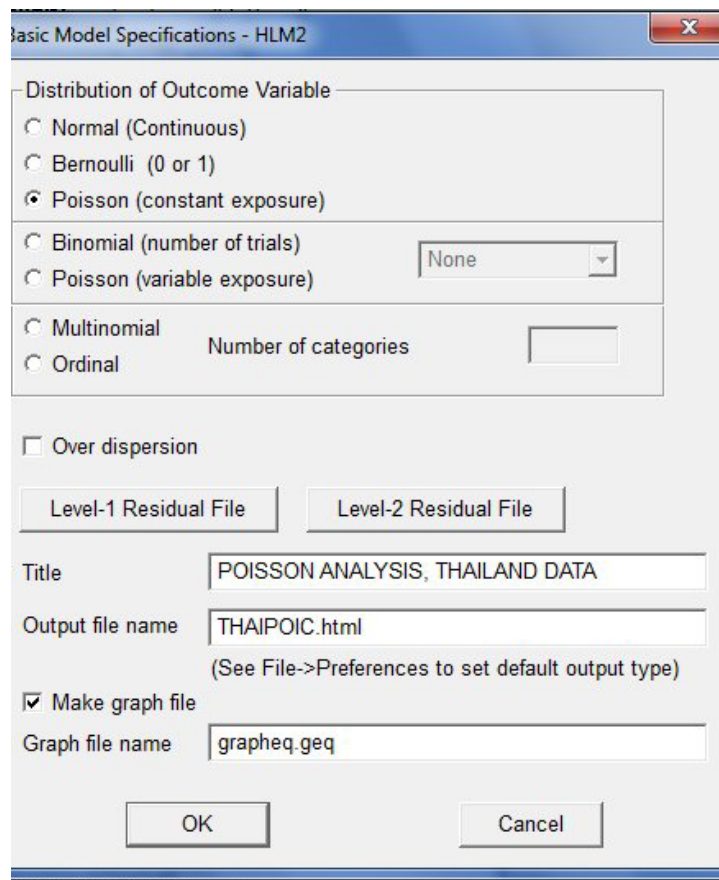 Basic Model Specifications - HLM2
X
Distribution of Outcome Variable
Normal (Continuous)
Bernoulli (0 or 1)
Poisson (constant exposure)
Binomial (number of trials)
None
Poisson (variable exposure)
Multinomial
Number of categories
Ordinal
Over dispersion
Level-1 Residual File
Level-2 Residual File
Title
POISSON ANALYSIS, THAILAND DATA
Output file name
THAIPOIC.html
(See File->Preferences to set default output type)
Make graph file
Graph file name
grapheq.geq
OK
Cancel